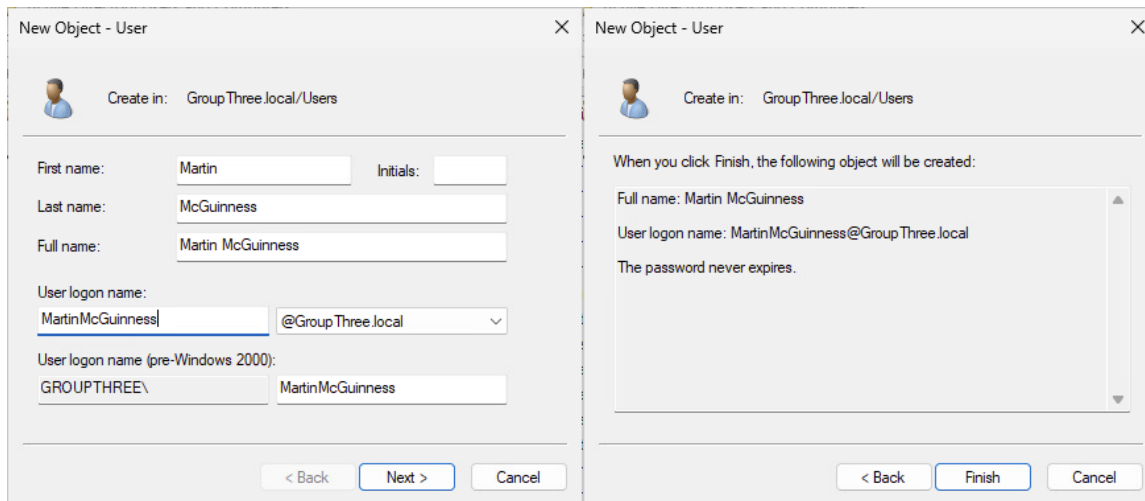 New Object - User
Create in: GroupThree.local/Users
First name: Martin Initials:
Last name: McGuinness
Full name: Martin McGuinness
User logon name:
MartinMcGuinness @GroupThree.local
User logon name (pre-Windows 2000):
GROUPTHREE\ MartinMcGuinness
< Back Next > Cancel
New Object - User
Create in: GroupThree.local/Users
When you click Finish, the following object will be created:
Full name: Martin McGuinness
User logon name: MartinMcGuinness@GroupThree.local
The password never expires.
< Back Finish Cancel